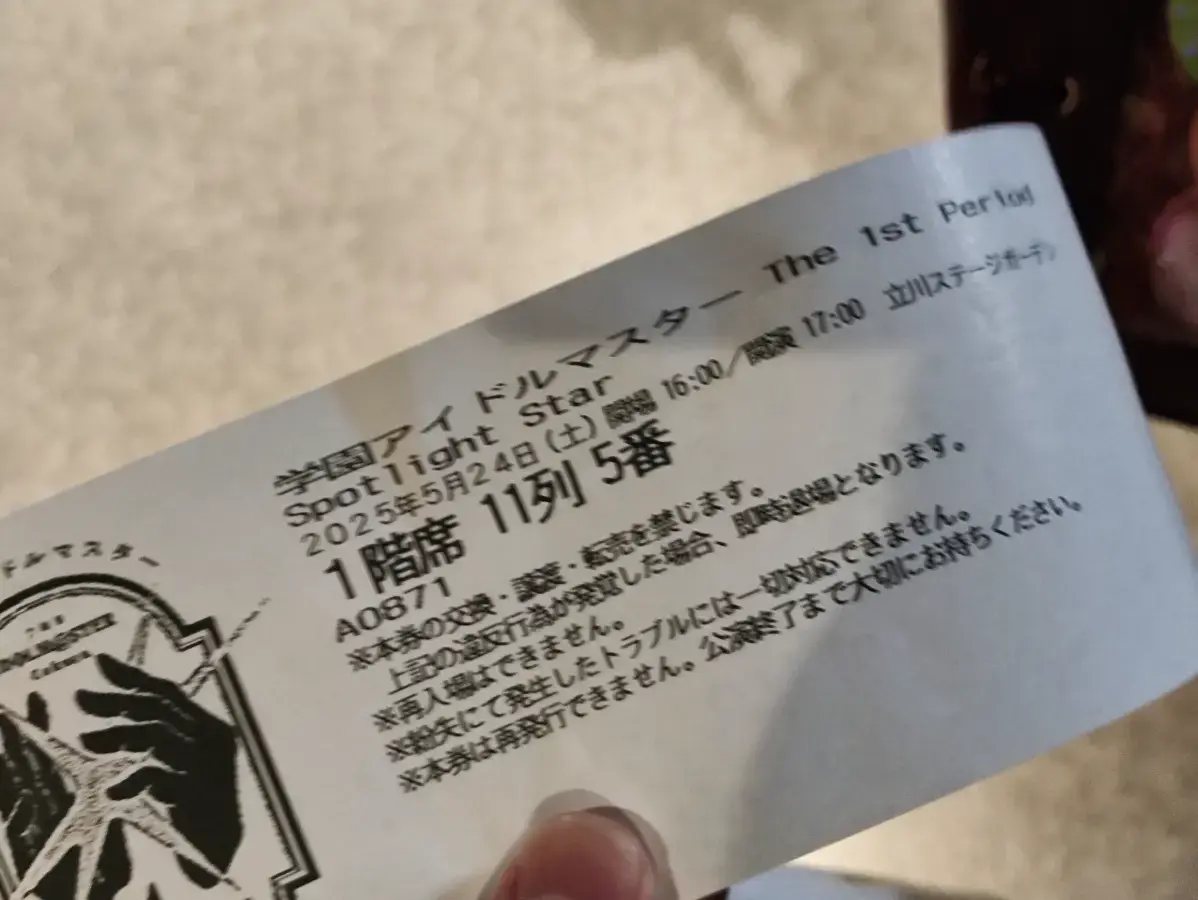 学園アイドルマスター The 1st Period
Spotlight Star
2025年5月24日(土) 開場 16:00／開演 17:00 立川ステージガーデン
1階席 11列 5番
A0871
※本券の交換・譲渡・転売を禁じます。
上記の違反行為が発覚した場合、即時退場となります。
※再入場はできません。
※紛失にて発生したトラブルには一切対応できません。
※本券は再発行できません。公演終了まで大切にお持ちください。
ドルマスター
THE
IDOLM@STER
Gakuen